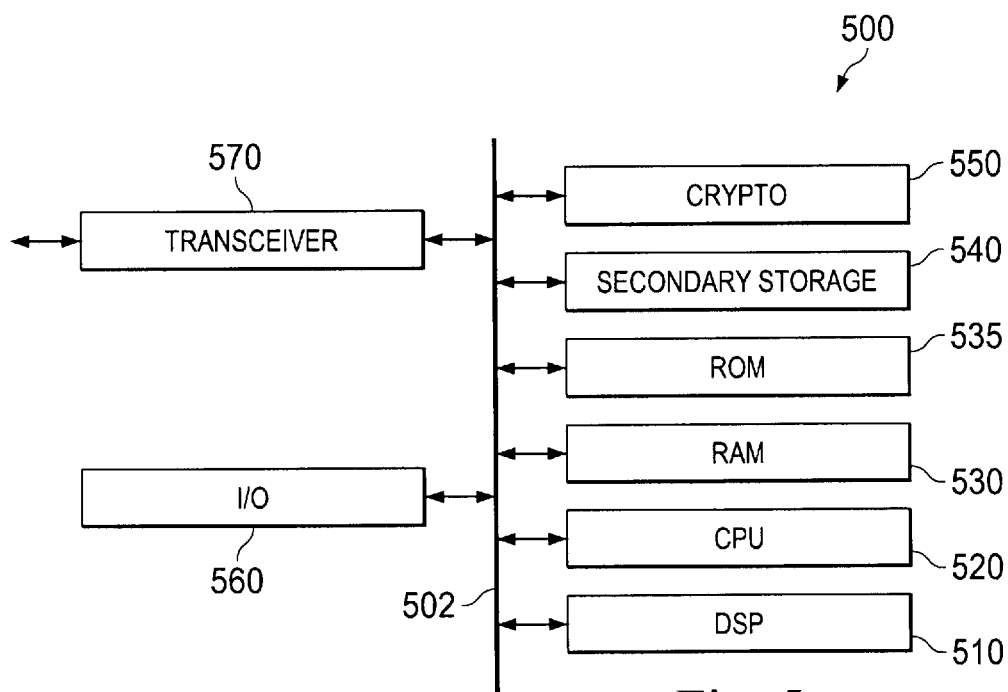 500
570
TRANSCEIVER
CRYPTO
550
SECONDARY STORAGE
540
ROM
535
RAM
530
I/O
560
CPU
520
502
DSP
510